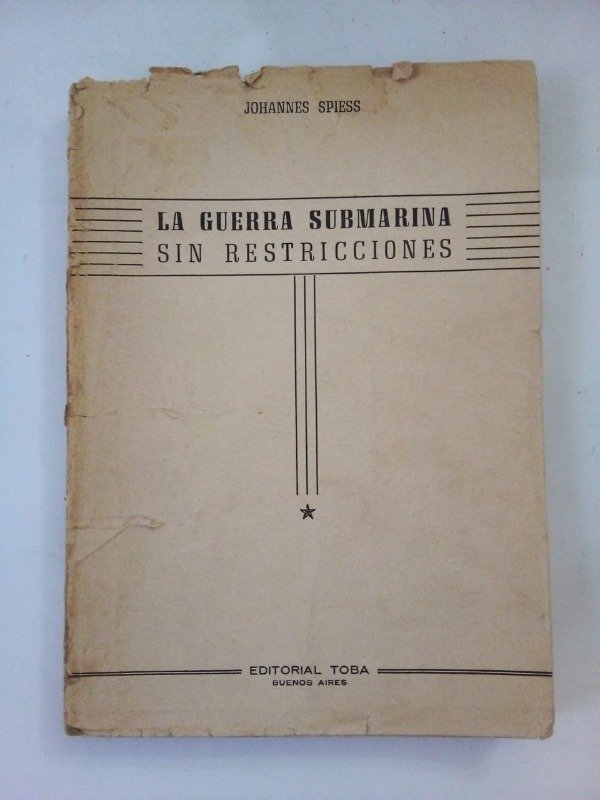 JOHANNES SPIESS
LA GUERRA SUBMARINA
SIN RESTRICCIONES
EDITORIAL TOBA
BUENOS AIRES